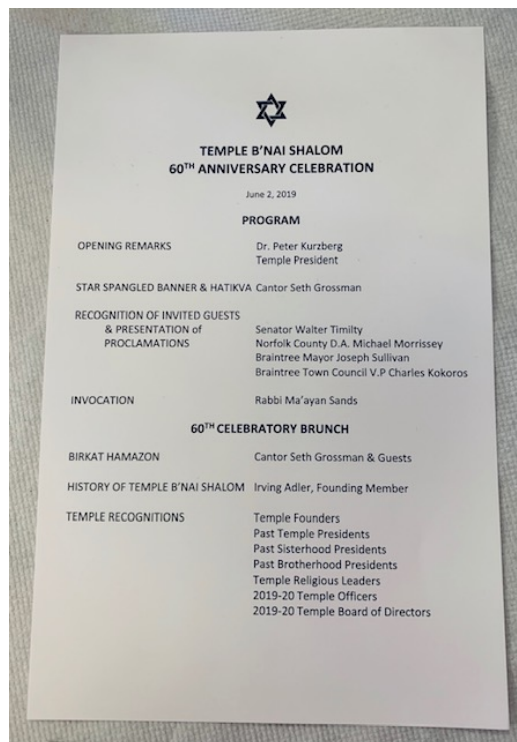 TEMPLE B'NAI SHALOM
60TH ANNIVERSARY CELEBRATION
June 2, 2019
PROGRAM
OPENING REMARKS Dr. Peter Kurzberg
Temple President
STAR SPANGLED BANNER & HATIKVA Cantor Seth Grossman
RECOGNITION OF INVITED GUESTS
& PRESENTATION of Senator Walter Timilty
PROCLAMATIONS Norfolk County D.A. Michael Morrissey
Braintree Mayor Joseph Sullivan
Braintree Town Council V.P Charles Kokoros
INVOCATION Rabbi Ma'ayan Sands
60TH CELEBRATORY BRUNCH
BIRKAT HAMAZON Cantor Seth Grossman & Guests
HISTORY OF TEMPLE B'NAI SHALOM Irving Adler, Founding Member
TEMPLE RECOGNITIONS Temple Founders
Past Temple Presidents
Past Sisterhood Presidents
Past Brotherhood Presidents
Temple Religious Leaders
2019-20 Temple Officers
2019-20 Temple Board of Directors